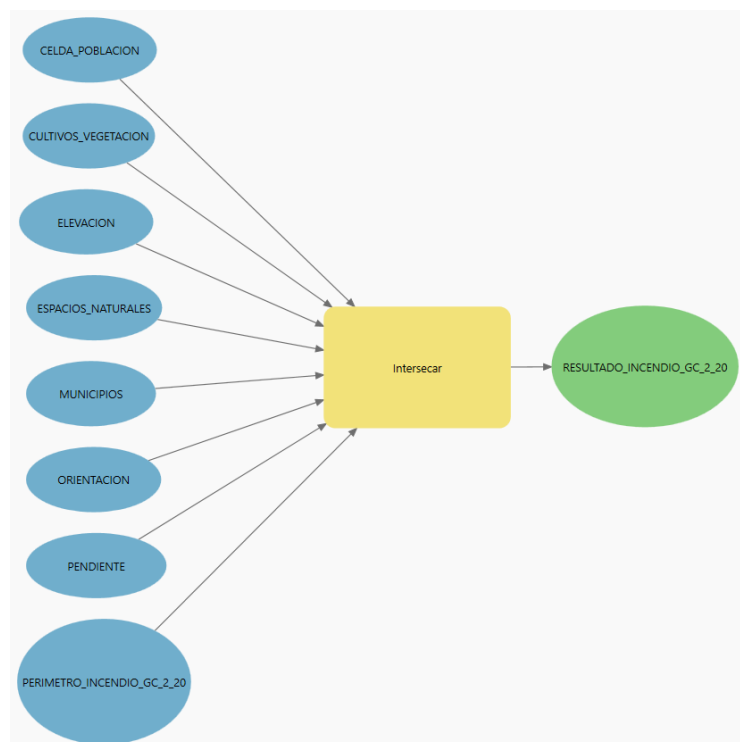 CELDA_POBLACION
CULTIVOS_VEGETACION
ELEVACION
ESPACIOS_NATURALES
MUNICIPIOS
ORIENTACION
PENDIENTE
PERIMETRO_INCENDIO_GC_2_20
Intersecar
RESULTADO_INCENDIO_GC_2_20